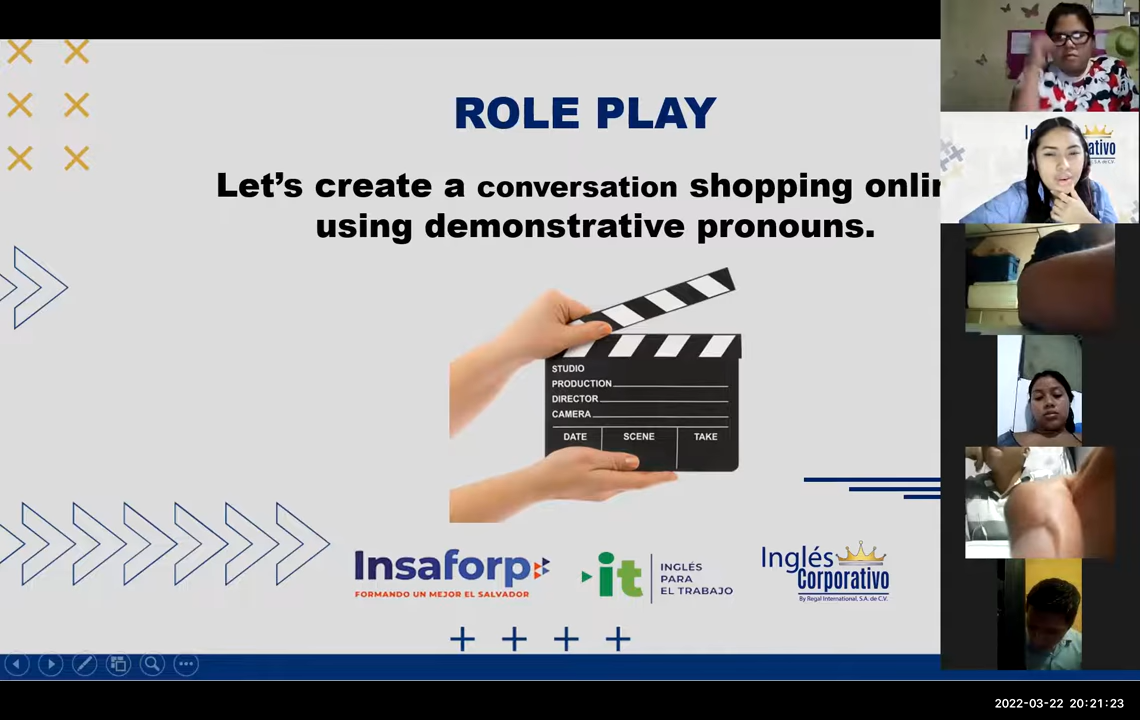 ROLE PLAY
Let’s create a conversation shopping onlin
using demonstrative pronouns.
STUDIO
PRODUCTION
DIRECTOR
CAMERA
DATE SCENE TAKE
Insaforp
FORMANDO UN MEJOR EL SALVADOR
it
INGLÉS
PARA
EL TRABAJO
Inglés
Corporativo
By Regal International, S.A. de C.V.
2022-03-22 20:21:23